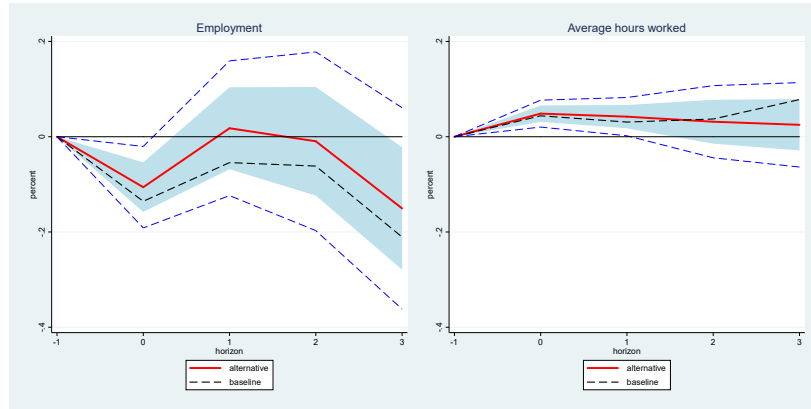 Employment
Average hours worked
percent
.2
0
-.2
-.4
-1
0
1
2
3
horizon
alternative
baseline
percent
.2
0
-.2
-.4
-1
0
1
2
3
horizon
alternative
baseline